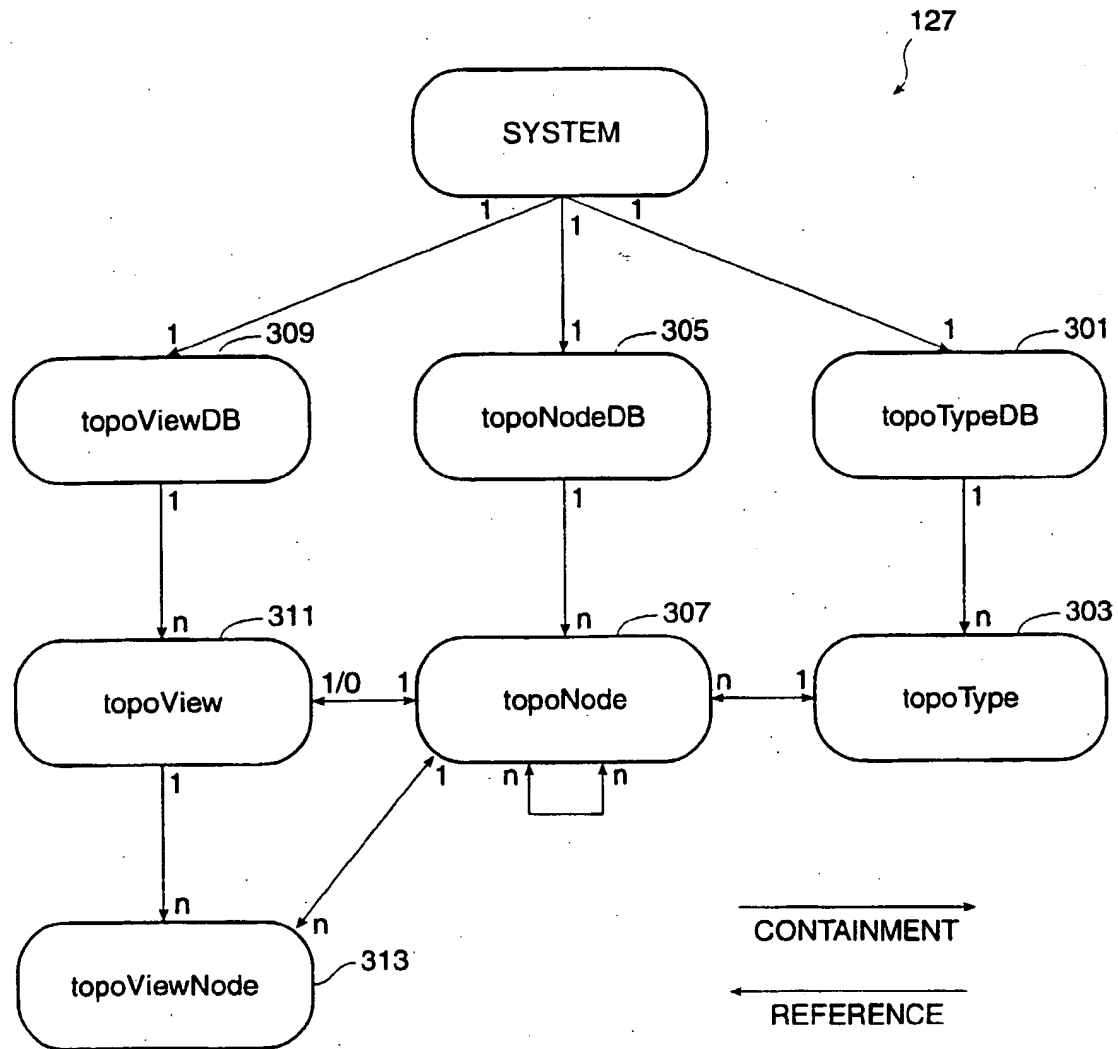 127
SYSTEM
1 1 1
1 309 1 305 1 301
topoViewDB topoNodeDB topoTypeDB
1 1 1
n 311 n 307 n 303
topoView 1/0 1 topoNode n 1 topoType
1 1 n n
n n
CONTAINMENT
topoViewNode 313
REFERENCE